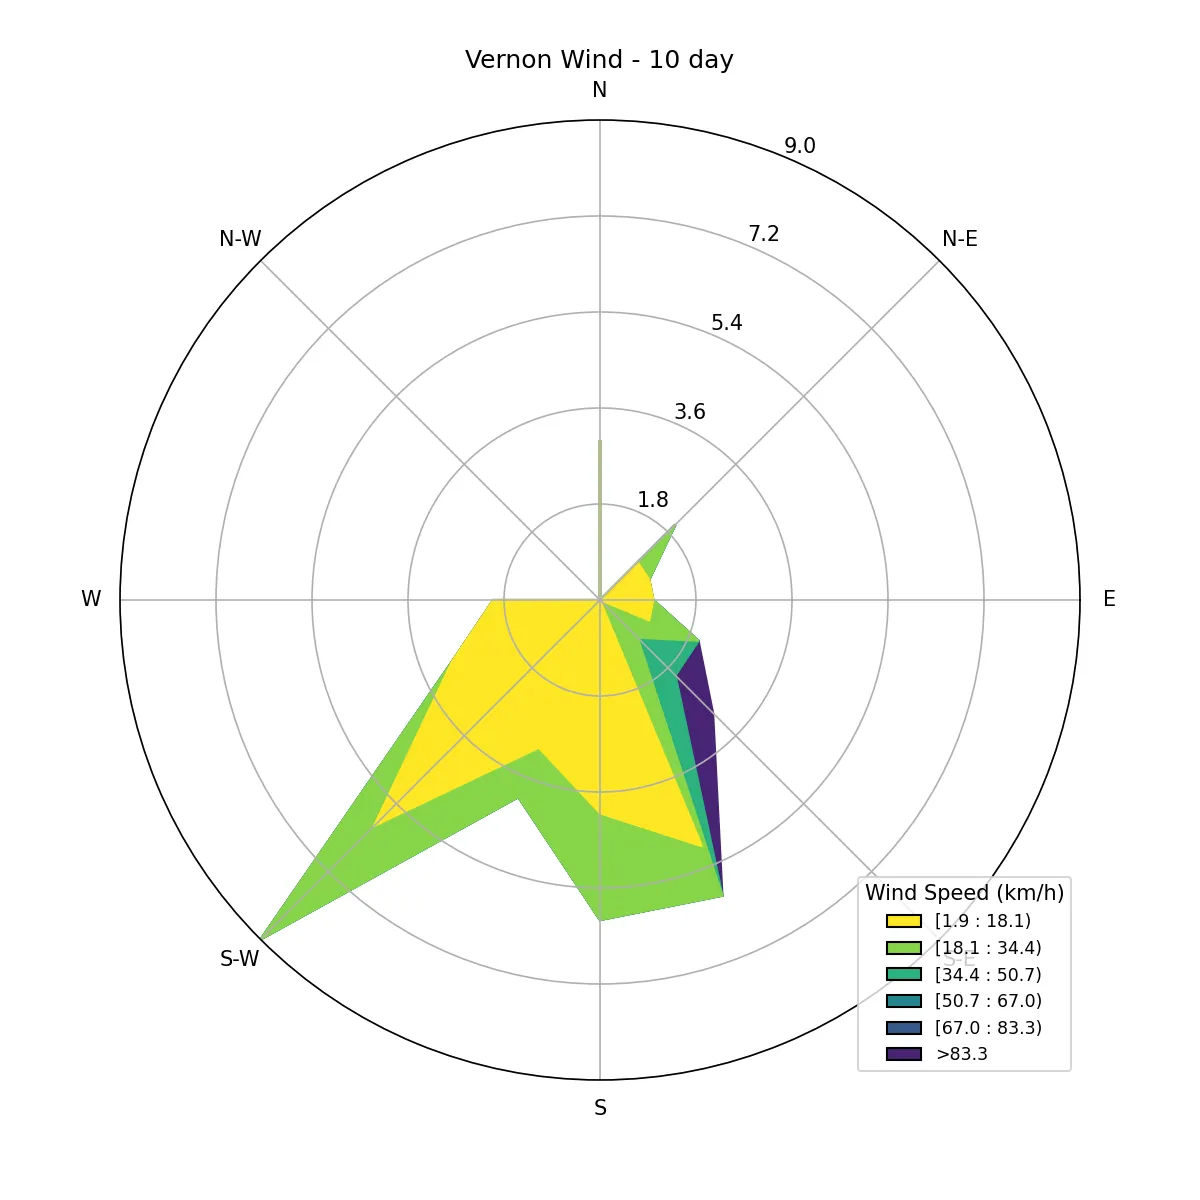 Vernon Wind - 10 day
N
9.0
N-W
7.2
N-E
5.4
3.6
1.8
W
E
S-W
S-E
S
Wind Speed (km/h)
[1.9 : 18.1)
[18.1 : 34.4)
[34.4 : 50.7)
[50.7 : 67.0)
[67.0 : 83.3)
>83.3